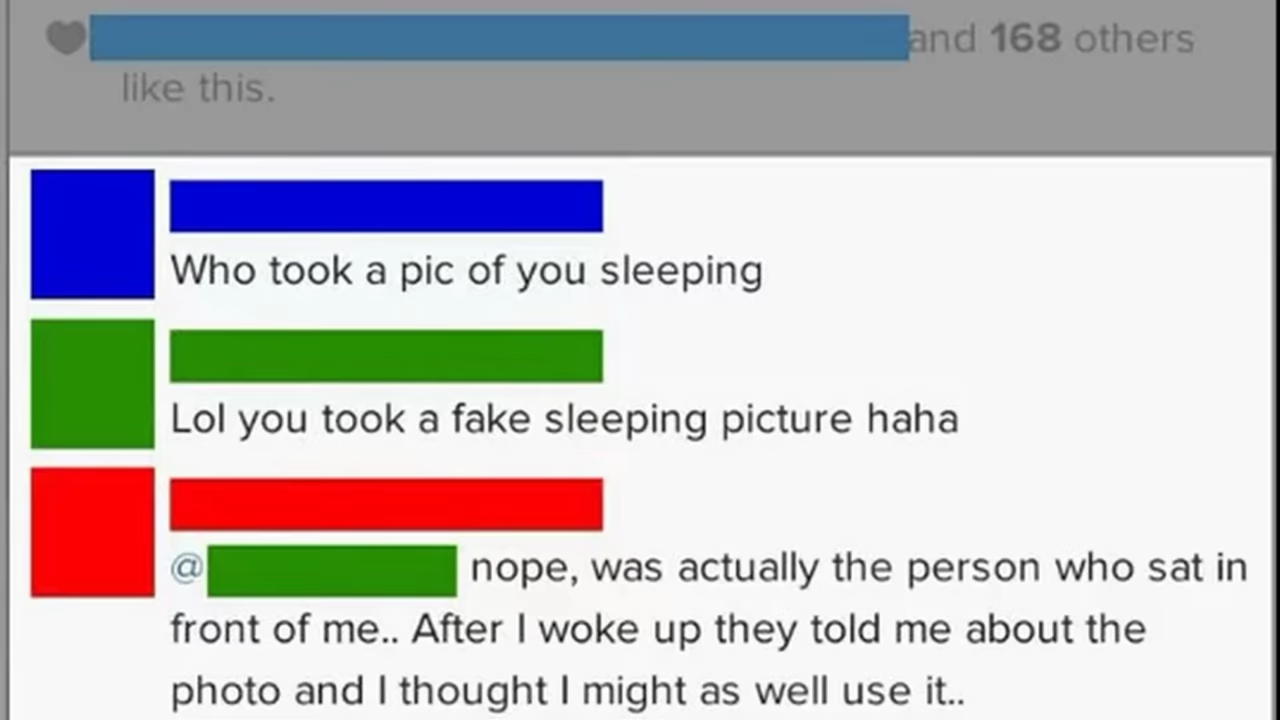 and 168 others
like this.
Who took a pic of you sleeping
Lol you took a fake sleeping picture haha
@ nope, was actually the person who sat in
front of me.. After I woke up they told me about the
photo and I thought I might as well use it..